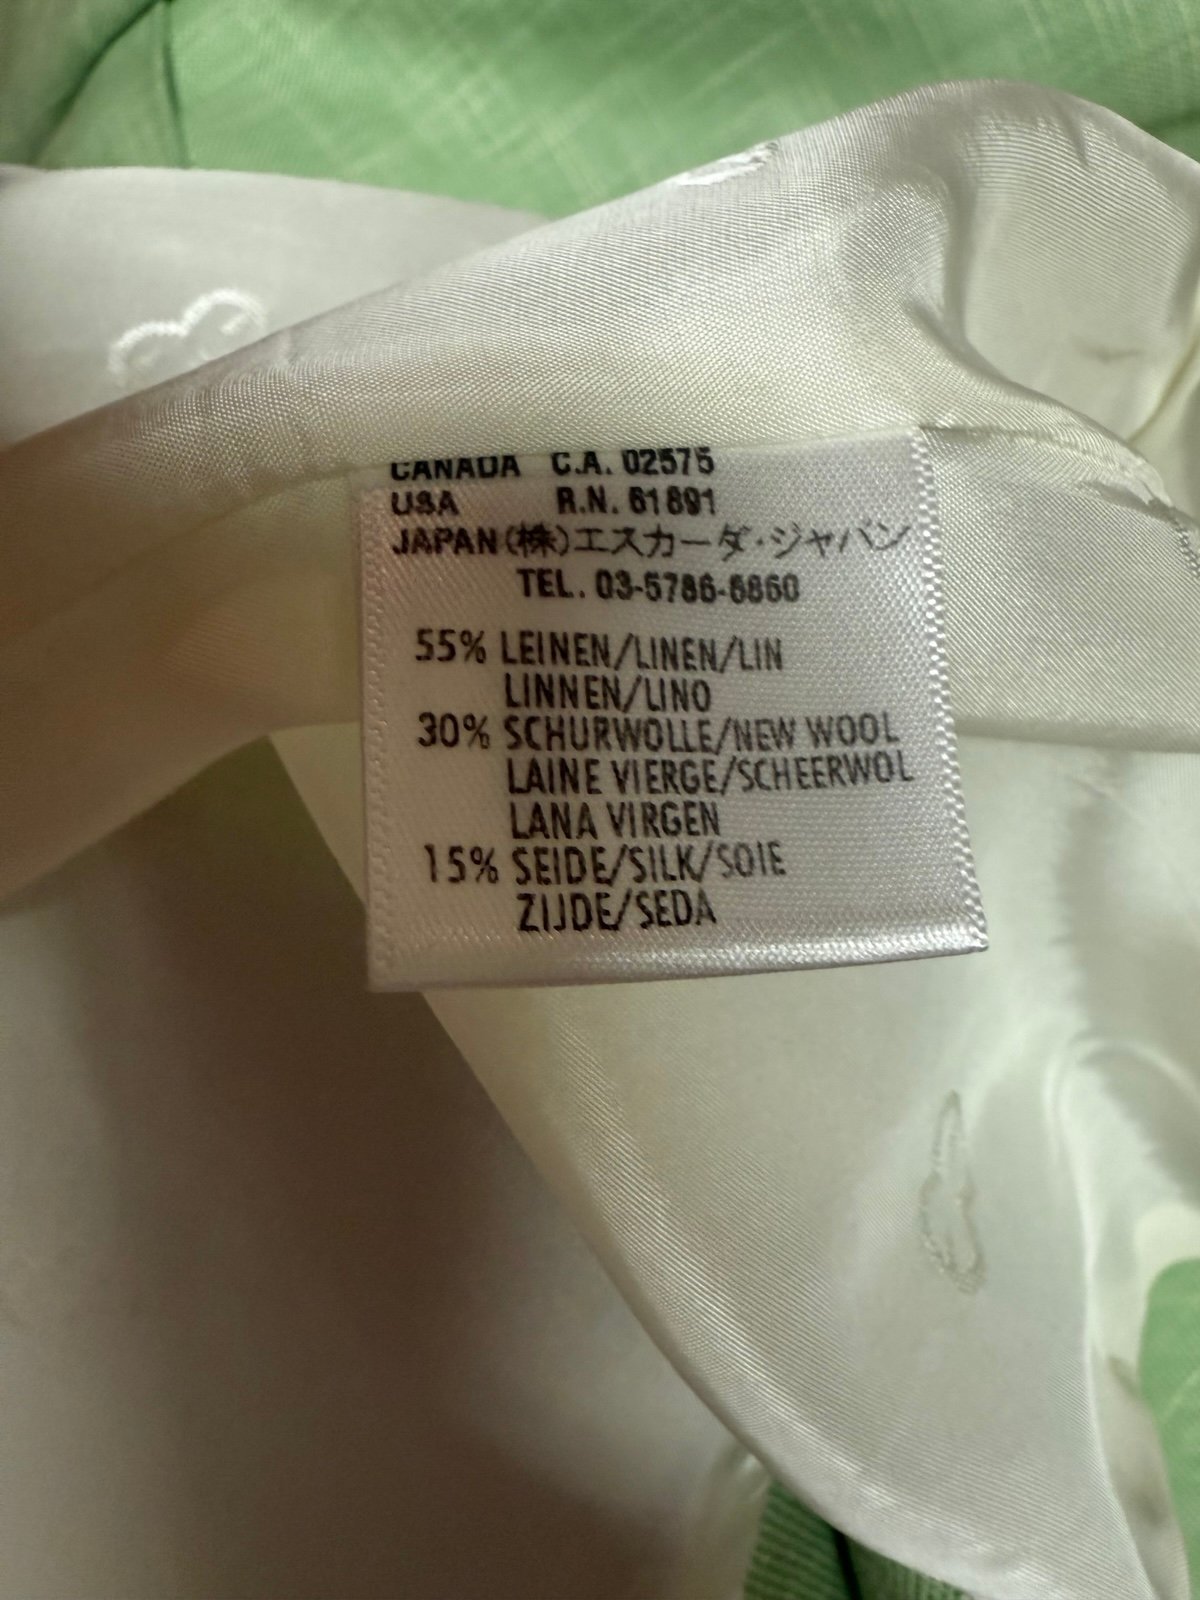 CANADA C.A. 02575
USA R.N. 61891
JAPAN (株)エスカーダ・ジャパン
TEL. 03-5786-6860
55% LEINEN/LINEN/LIN
LINNEN/LINO
30% SCHURWOLLE/NEW WOOL
LAINE VIERGE/SCHEERWOL
LANA VIRGEN
15% SEIDE/SILK/SOIE
ZIJDE/SEDA